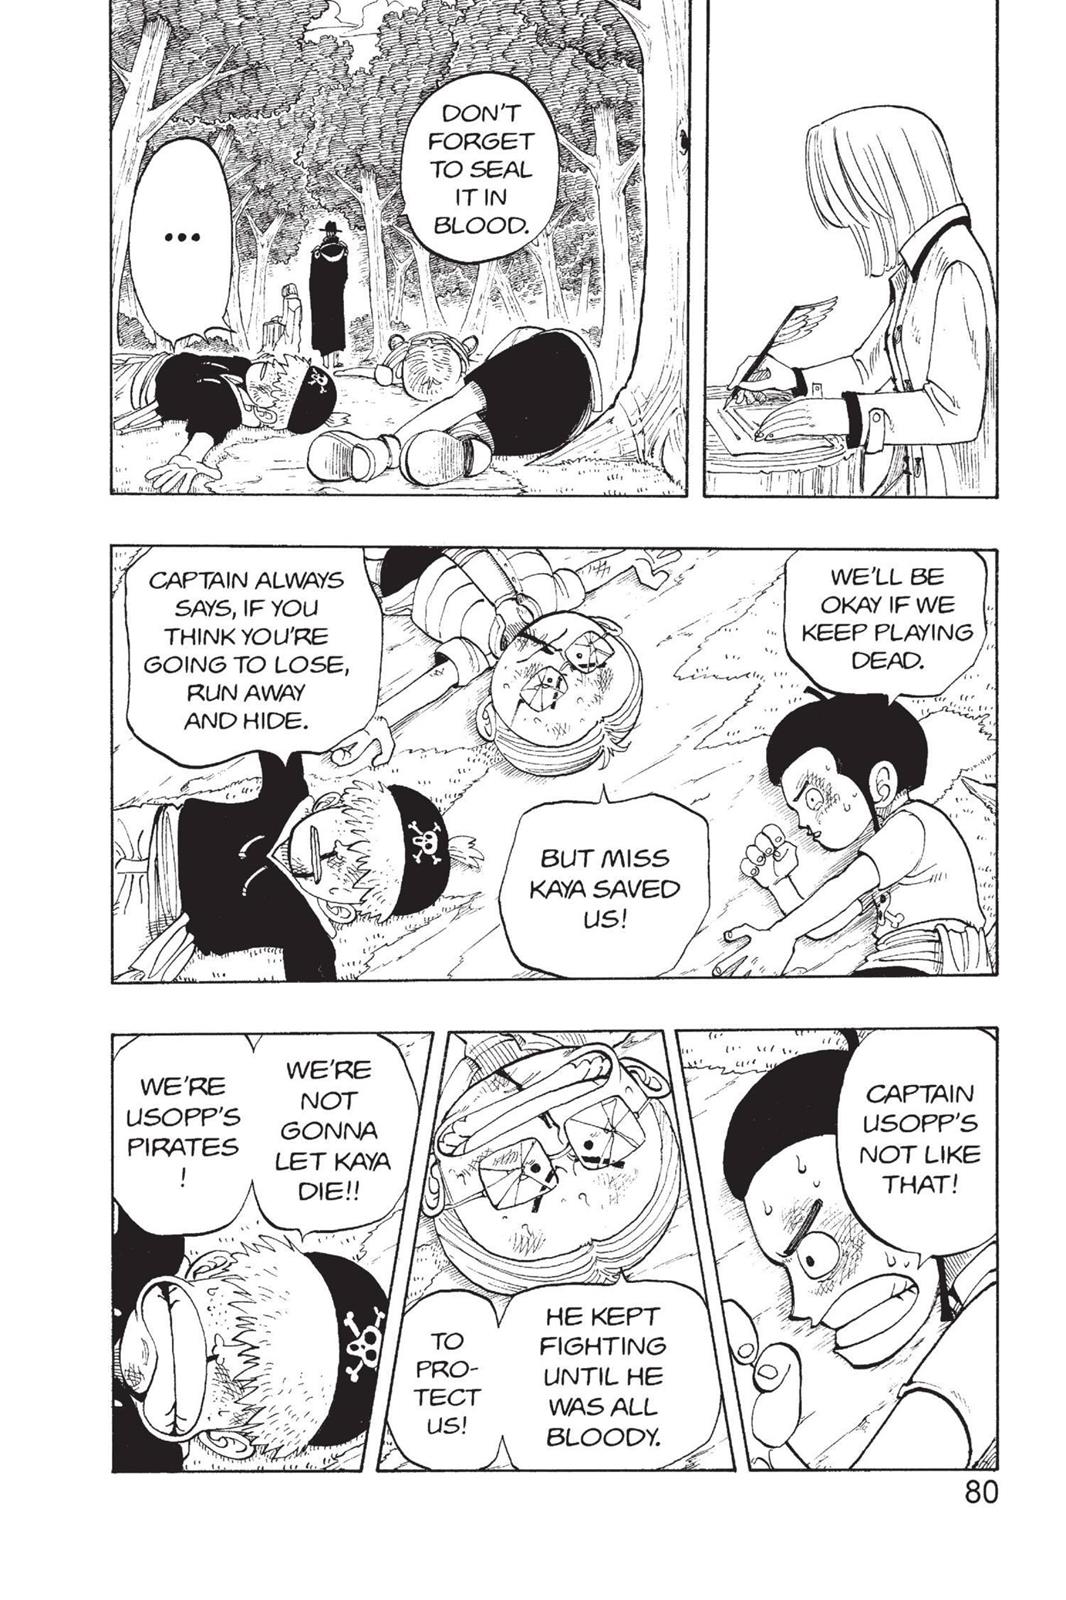 DON'T
FORGET
TO SEAL
IT IN
BLOOD.
...
WE'LL BE
OKAY IF WE
KEEP PLAYING
DEAD.
CAPTAIN ALWAYS
SAYS, IF YOU
THINK YOU'RE
GOING TO LOSE,
RUN AWAY
AND HIDE.
BUT MISS
KAYA SAVED
US!
CAPTAIN
USOPP'S
NOT LIKE
THAT!
HE KEPT
FIGHTING
UNTIL HE
WAS ALL
BLOODY.
TO
PRO-
TECT
US!
WE'RE
NOT
GONNA
LET KAYA
DIE!!
WE'RE
USOPP'S
PIRATES
!
80